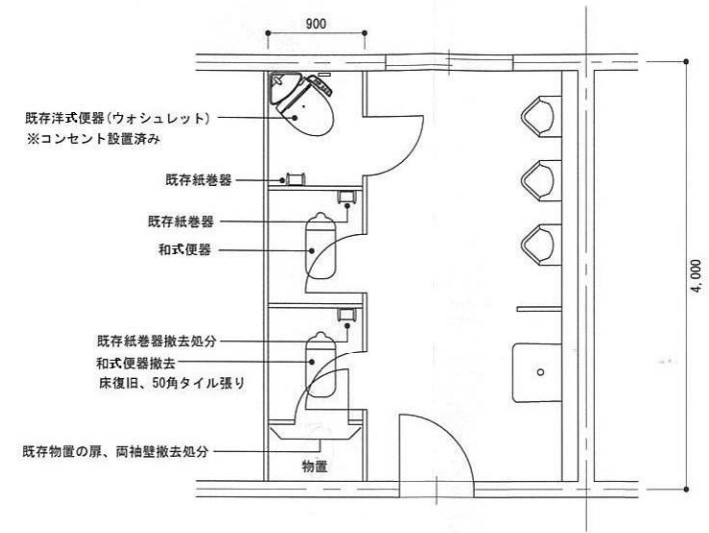 900
既存洋式便器(ウォシュレット)
※コンセント設置済み
既存紙巻器
既存紙巻器
和式便器
4,000
既存紙巻器撤去処分
和式便器撤去
床復旧、50角タイル張り
既存物置の扉、両袖壁撤去処分
物置